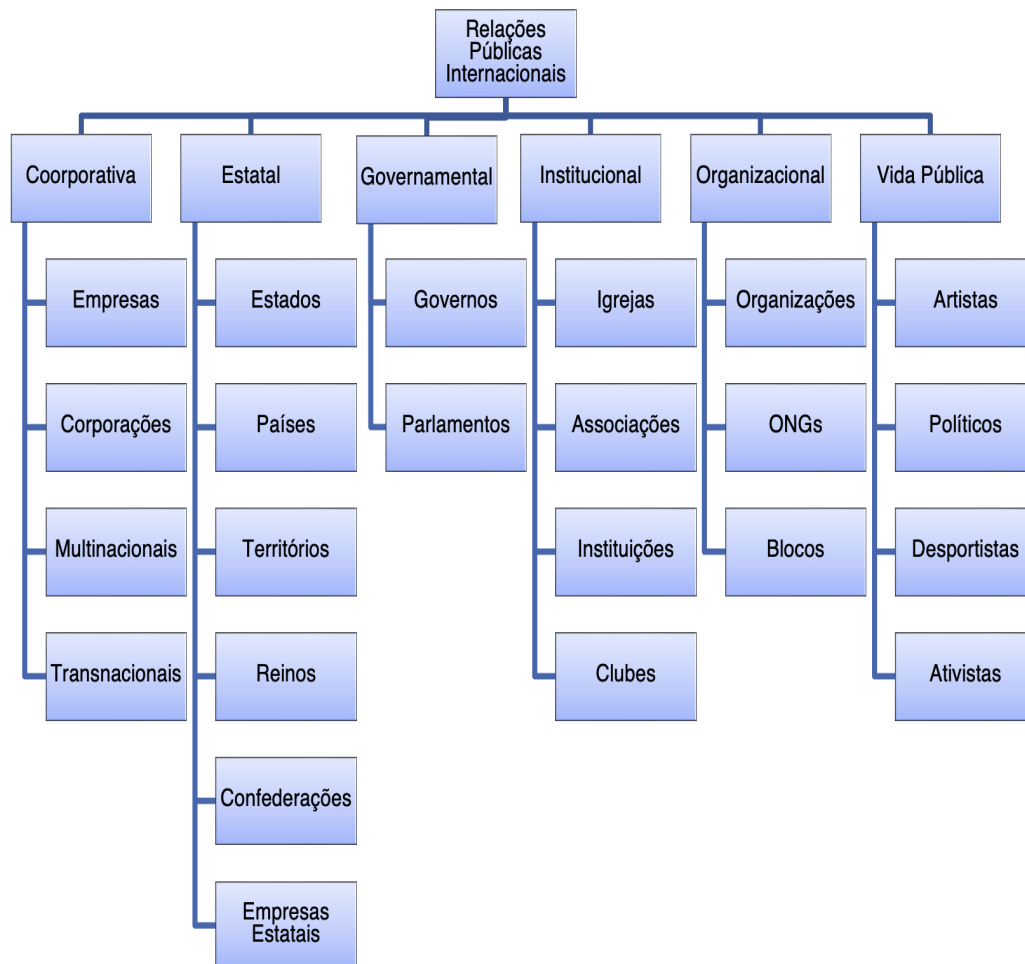 Relações
Públicas
Internacionais
Coorporativa
Estatal
Governamental
Institucional
Organizacional
Vida Pública
Empresas
Estados
Governos
Igrejas
Organizações
Artistas
Corporações
Países
Parlamentos
Associações
ONGs
Políticos
Multinacionais
Territórios
Instituições
Blocos
Desportistas
Transnacionais
Reinos
Clubes
Ativistas
Confederações
Empresas
Estatais